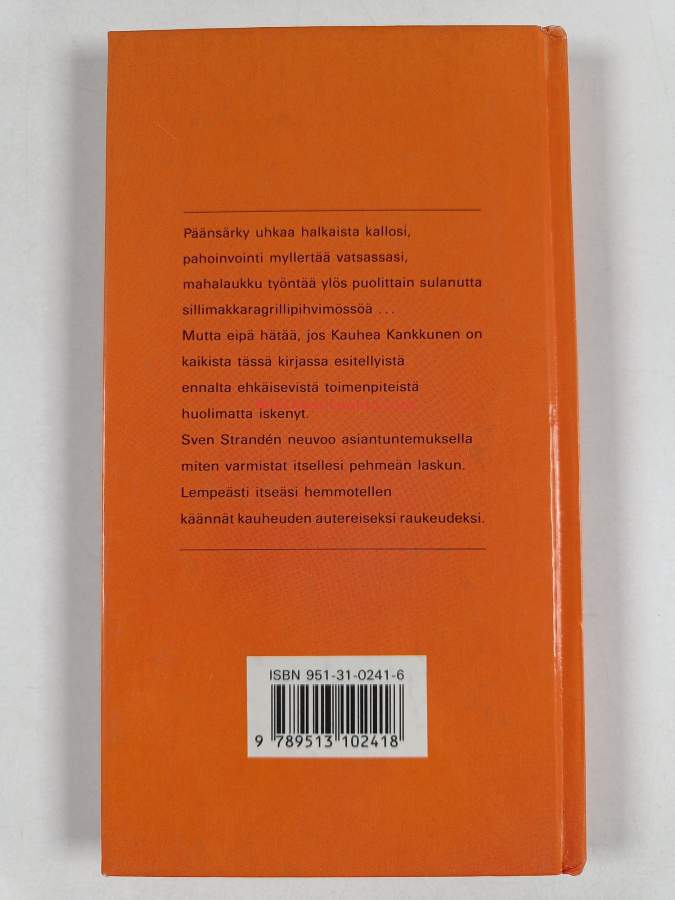 Päänsärky uhkaa halkaista kallosi,
pahoinvointi myllertää vatsassasi,
mahalaukku työntää ylös puolittain sulanutta
sillimakkaragrillipihvimössöä ...
Mutta eipä hätää, jos Kauhea Kankkunen on
kaikista tässä kirjassa esitellyistä
ennalta ehkäisevistä toimenpiteistä
huolimatta iskenyt.
Sven Strandén neuvoo asiantuntemuksella
miten varmistat itsellesi pehmeän laskun.
Lempeästi itseäsi hemmotellen
käännät kauheuden autereiseksi raukeudeksi.
ISBN 951-31-0241-6
9 789513 102418